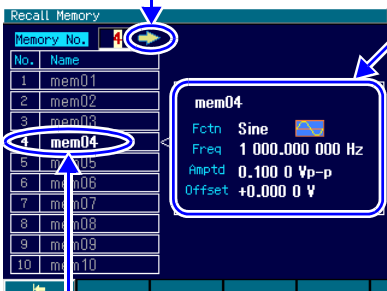 Recall Memory
Memory No. 4
No. Name
1 mem01
2 mem02
3 mem03
4 mem04
5 mem05
6 mem06
7 mem07
8 mem08
9 mem09
10 mem10
mem04
Fctn Sine
Freq 1 000.000 000 Hz
Amptd 0.100 0 Vp-p
Offset +0.000 0 V